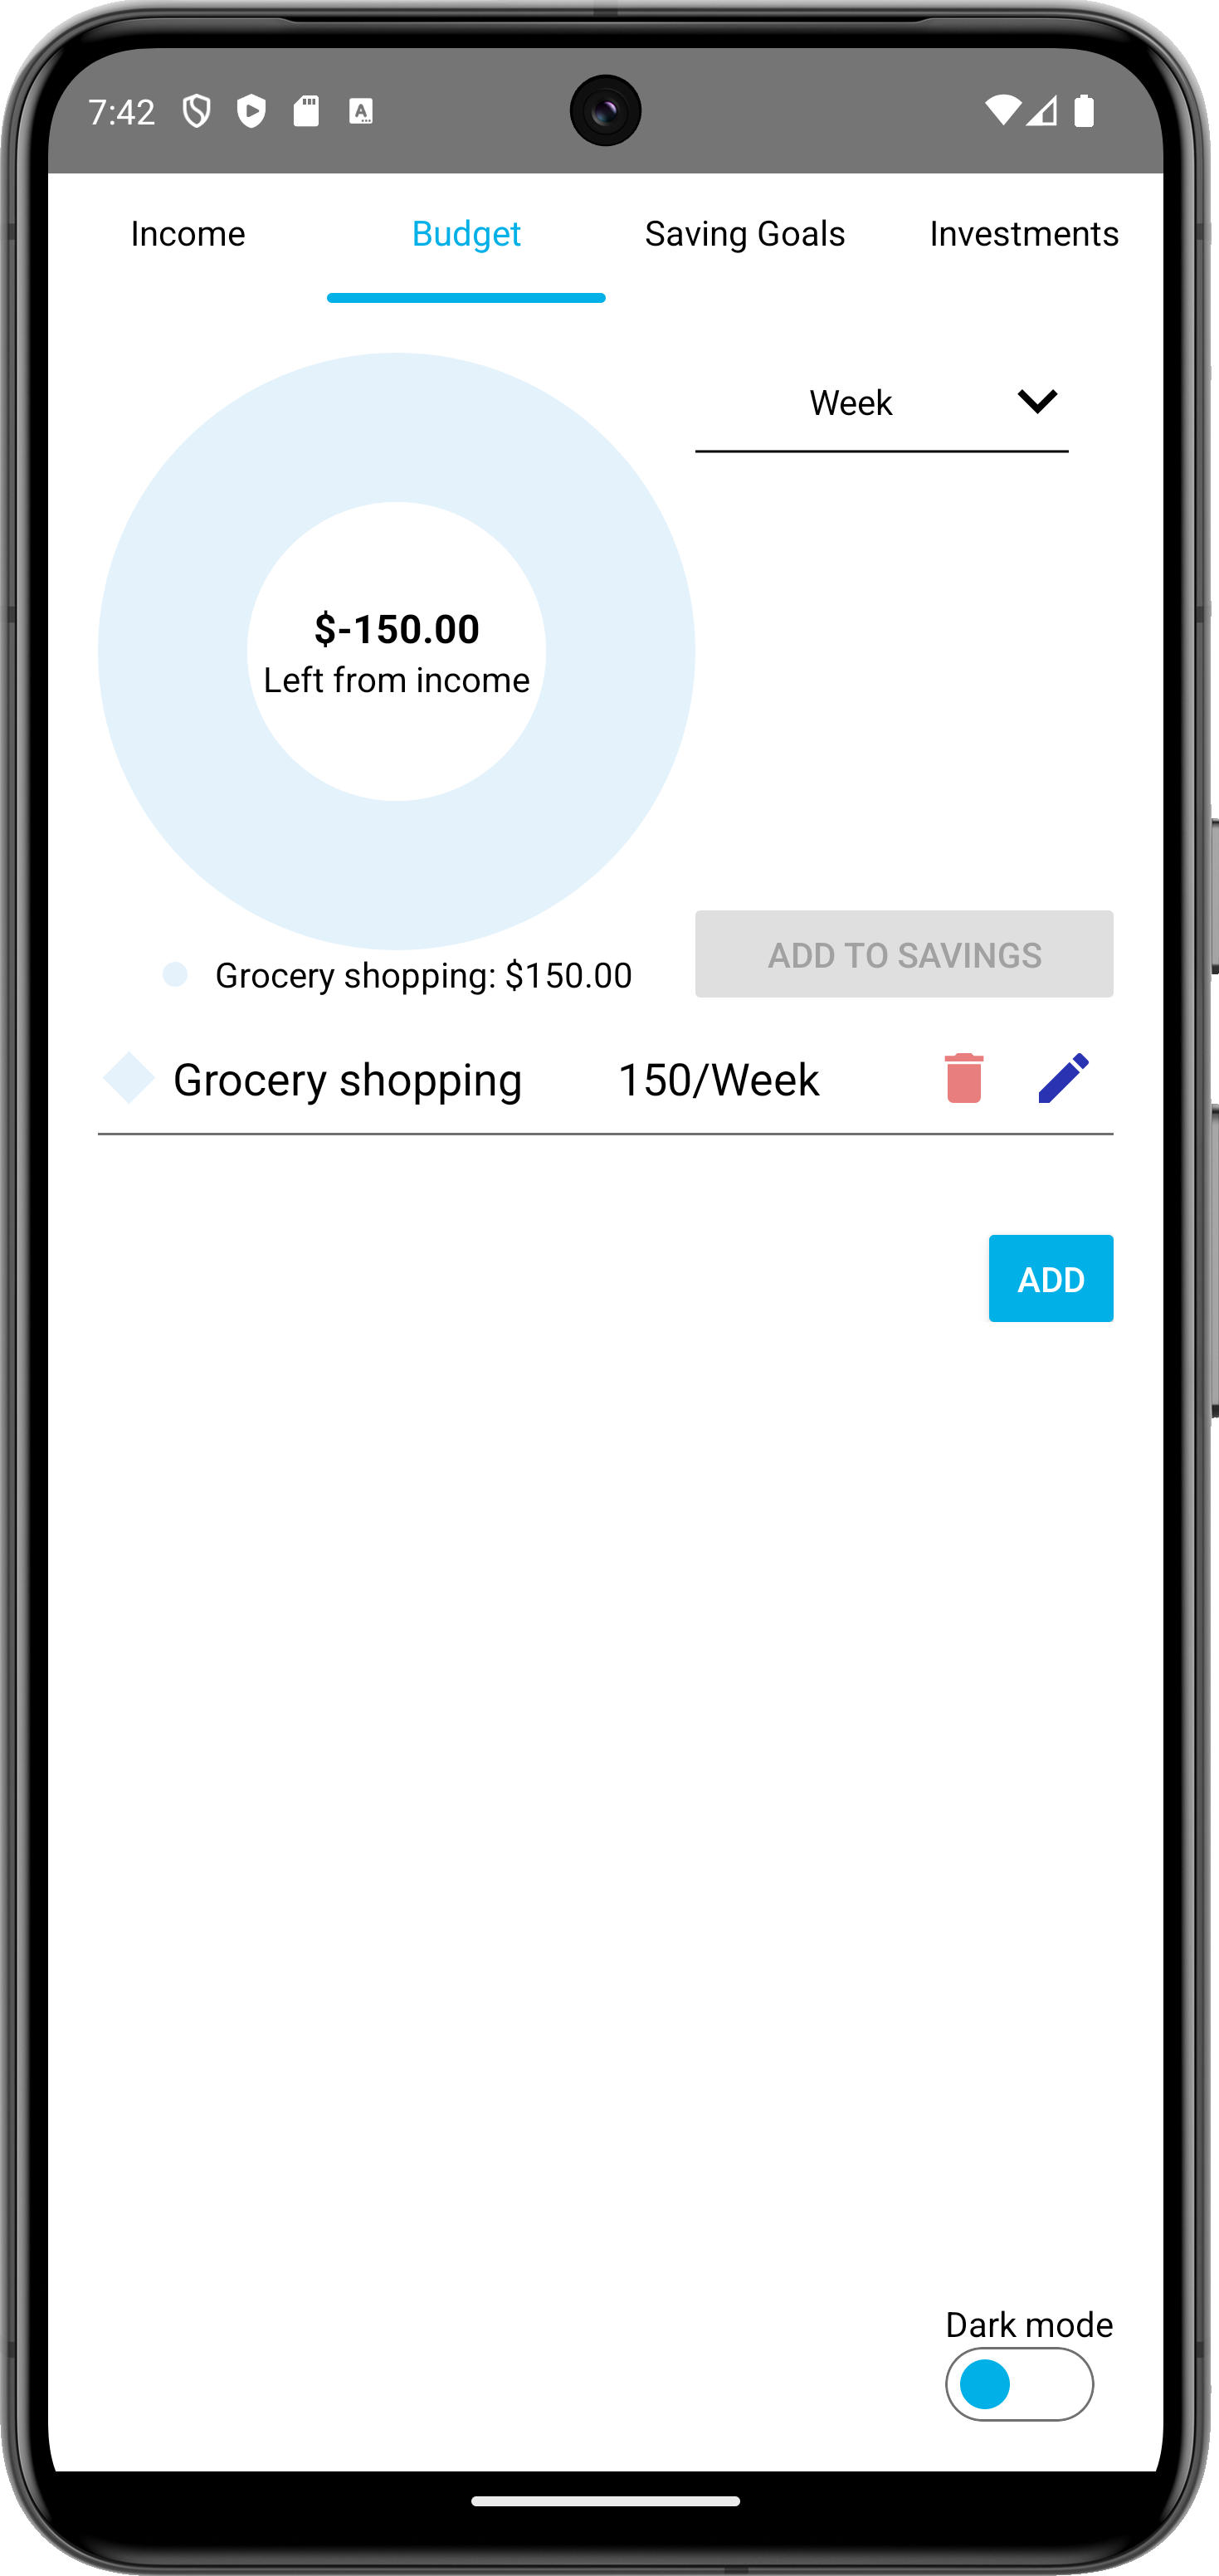 7:42
Income Budget Saving Goals Investments
Week
$-150.00
Left from income
ADD TO SAVINGS
Grocery shopping: $150.00
Grocery shopping 150/Week
ADD
Dark mode